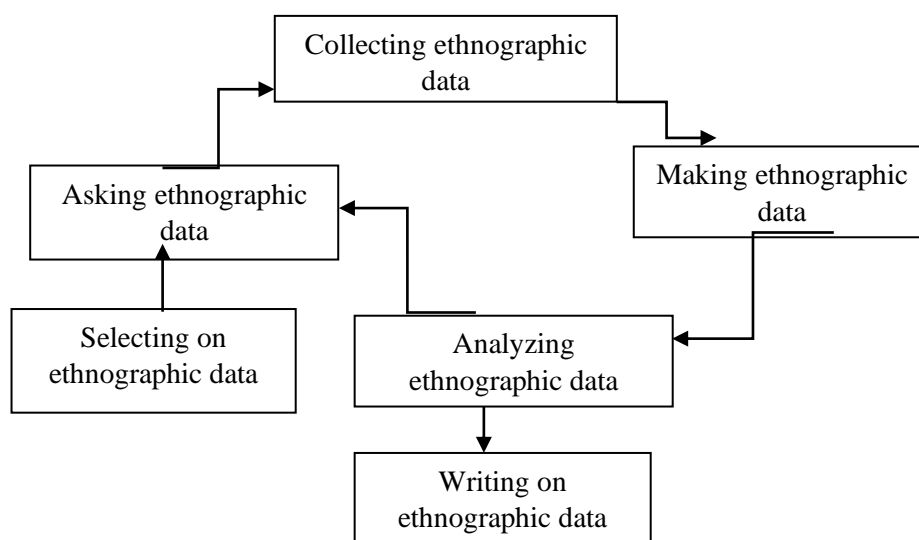 Collecting ethnographic
data
Making ethnographic
data
Asking ethnographic
data
Selecting on
ethnographic data
Analyzing
ethnographic data
Writing on
ethnographic data